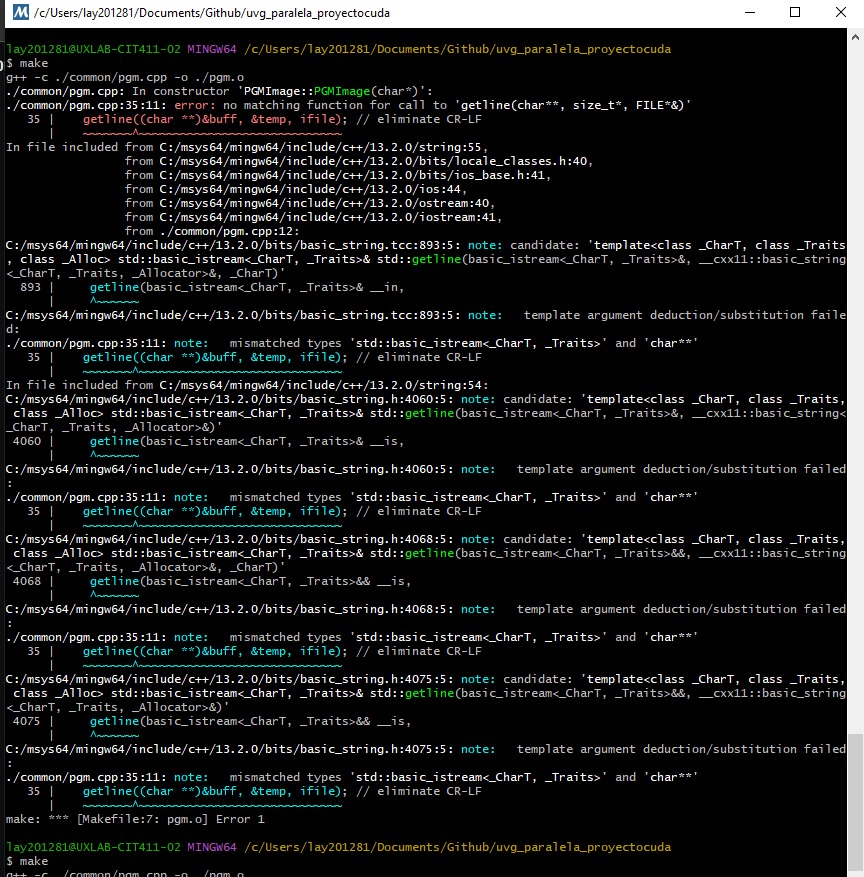 /c/Users/lay201281/Documents/Github/uvg_paralela_proyectocuda
lay201281@UXLAB-CIT411-02 MINGW64 /c/Users/lay201281/Documents/Github/uvg_paralela_proyectocuda
$ make
g++ -c ./common/pgm.cpp -o ./pgm.o
./common/pgm.cpp: In constructor 'PGMImage::PGMImage(char*)':
./common/pgm.cpp:35:11: error: no matching function for call to 'getline(char**, size_t*, FILE*&)'
35 | getline((char **)&buff, &temp, ifile); // eliminate CR-LF
| ~~~~~~~^~~~~~~~~~~~~~~~~~~~~~~~~~~~~~
In file included from C:/msys64/mingw64/include/c++/13.2.0/string:55,
from C:/msys64/mingw64/include/c++/13.2.0/bits/locale_classes.h:40,
from C:/msys64/mingw64/include/c++/13.2.0/bits/ios_base.h:41,
from C:/msys64/mingw64/include/c++/13.2.0/ios:44,
from C:/msys64/mingw64/include/c++/13.2.0/ostream:40,
from C:/msys64/mingw64/include/c++/13.2.0/iostream:41,
from ./common/pgm.cpp:12:
C:/msys64/mingw64/include/c++/13.2.0/bits/basic_string.tcc:893:5: note: candidate: 'template<class _CharT, class _Traits
, class _Alloc> std::basic_istream<_CharT, _Traits>& std::getline(basic_istream<_CharT, _Traits>&, __cxx11::basic_string
<_CharT, _Traits, _Allocator>&, _CharT)'
893 | getline(basic_istream<_CharT, _Traits>& __in,
| ^~~~~~~
C:/msys64/mingw64/include/c++/13.2.0/bits/basic_string.tcc:893:5: note: template argument deduction/substitution faile
d:
./common/pgm.cpp:35:11: note: mismatched types 'std::basic_istream<_CharT, _Traits>' and 'char**'
35 | getline((char **)&buff, &temp, ifile); // eliminate CR-LF
| ~~~~~~~^~~~~~~~~~~~~~~~~~~~~~~~~~~~~~
In file included from C:/msys64/mingw64/include/c++/13.2.0/string:54:
C:/msys64/mingw64/include/c++/13.2.0/bits/basic_string.h:4060:5: note: candidate: 'template<class _CharT, class _Traits,
class _Alloc> std::basic_istream<_CharT, _Traits>& std::getline(basic_istream<_CharT, _Traits>&, __cxx11::basic_string<
_CharT, _Traits, _Allocator>&)'
4060 | getline(basic_istream<_CharT, _Traits>& __is,
| ^~~~~~~
C:/msys64/mingw64/include/c++/13.2.0/bits/basic_string.h:4060:5: note: template argument deduction/substitution failed
:
./common/pgm.cpp:35:11: note: mismatched types 'std::basic_istream<_CharT, _Traits>' and 'char**'
35 | getline((char **)&buff, &temp, ifile); // eliminate CR-LF
| ~~~~~~~^~~~~~~~~~~~~~~~~~~~~~~~~~~~~~
C:/msys64/mingw64/include/c++/13.2.0/bits/basic_string.h:4068:5: note: candidate: 'template<class _CharT, class _Traits,
class _Alloc> std::basic_istream<_CharT, _Traits>& std::getline(basic_istream<_CharT, _Traits>&&, __cxx11::basic_string
<_CharT, _Traits, _Allocator>&, _CharT)'
4068 | getline(basic_istream<_CharT, _Traits>&& __is,
| ^~~~~~~
C:/msys64/mingw64/include/c++/13.2.0/bits/basic_string.h:4068:5: note: template argument deduction/substitution failed
:
./common/pgm.cpp:35:11: note: mismatched types 'std::basic_istream<_CharT, _Traits>' and 'char**'
35 | getline((char **)&buff, &temp, ifile); // eliminate CR-LF
| ~~~~~~~^~~~~~~~~~~~~~~~~~~~~~~~~~~~~~
C:/msys64/mingw64/include/c++/13.2.0/bits/basic_string.h:4075:5: note: candidate: 'template<class _CharT, class _Traits,
class _Alloc> std::basic_istream<_CharT, _Traits>& std::getline(basic_istream<_CharT, _Traits>&&, __cxx11::basic_string
<_CharT, _Traits, _Allocator>&)'
4075 | getline(basic_istream<_CharT, _Traits>&& __is,
| ^~~~~~~
C:/msys64/mingw64/include/c++/13.2.0/bits/basic_string.h:4075:5: note: template argument deduction/substitution failed
:
./common/pgm.cpp:35:11: note: mismatched types 'std::basic_istream<_CharT, _Traits>' and 'char**'
35 | getline((char **)&buff, &temp, ifile); // eliminate CR-LF
| ~~~~~~~^~~~~~~~~~~~~~~~~~~~~~~~~~~~~~
make: *** [Makefile:7: pgm.o] Error 1
lay201281@UXLAB-CIT411-02 MINGW64 /c/Users/lay201281/Documents/Github/uvg_paralela_proyectocuda
$ make
g++ -c ./common/pgm.cpp -o ./pgm.o